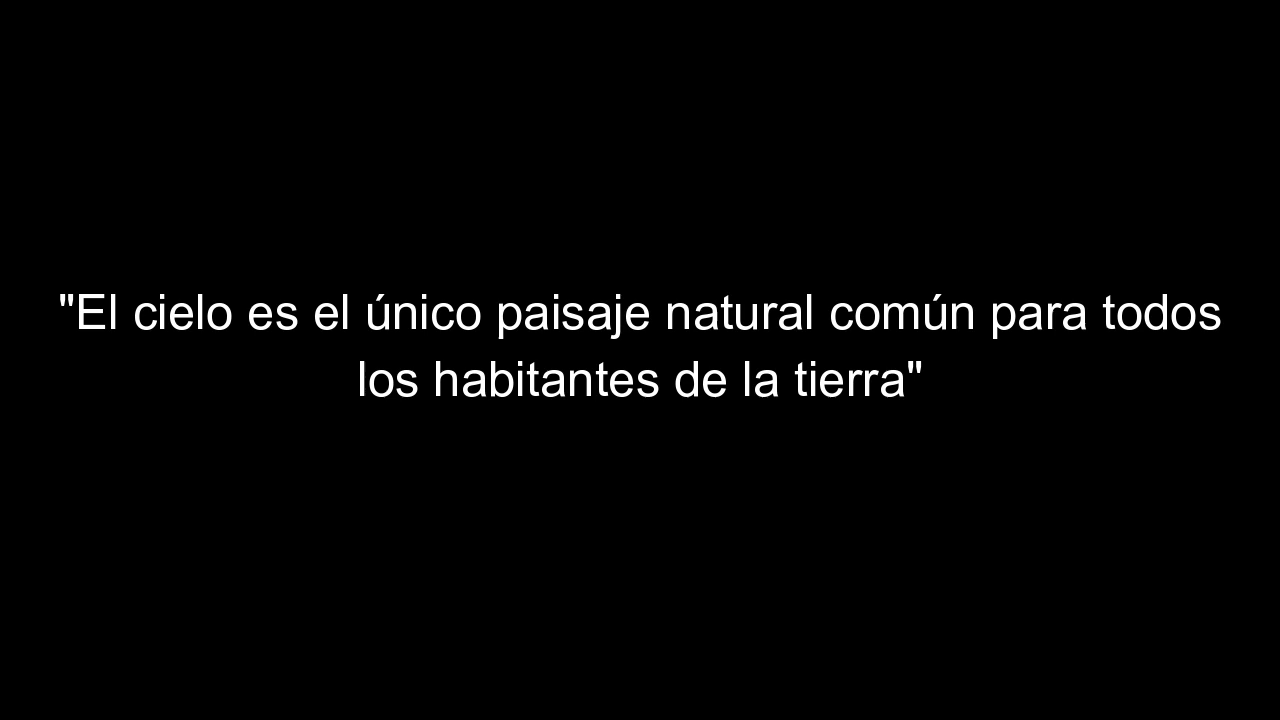 "El cielo es el único paisaje natural común para todos
los habitantes de la tierra"